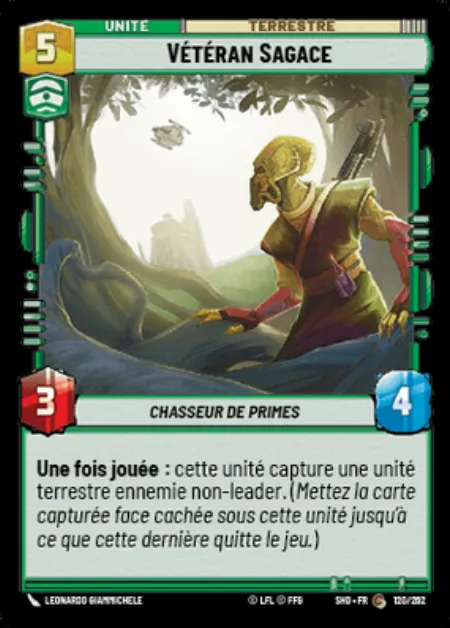 UNITÉ
TERRESTRE
5
VÉTÉRAN SAGACE
3
CHASSEUR DE PRIMES
4
Une fois jouée : cette unité capture une unité
terrestre ennemie non-leader. (Mettez la carte
capturée face cachée sous cette unité jusqu'à
ce que cette dernière quitte le jeu.)
LEONARDO GIAMMICHELE
© LFL © FFG
SHD • FR
120/262